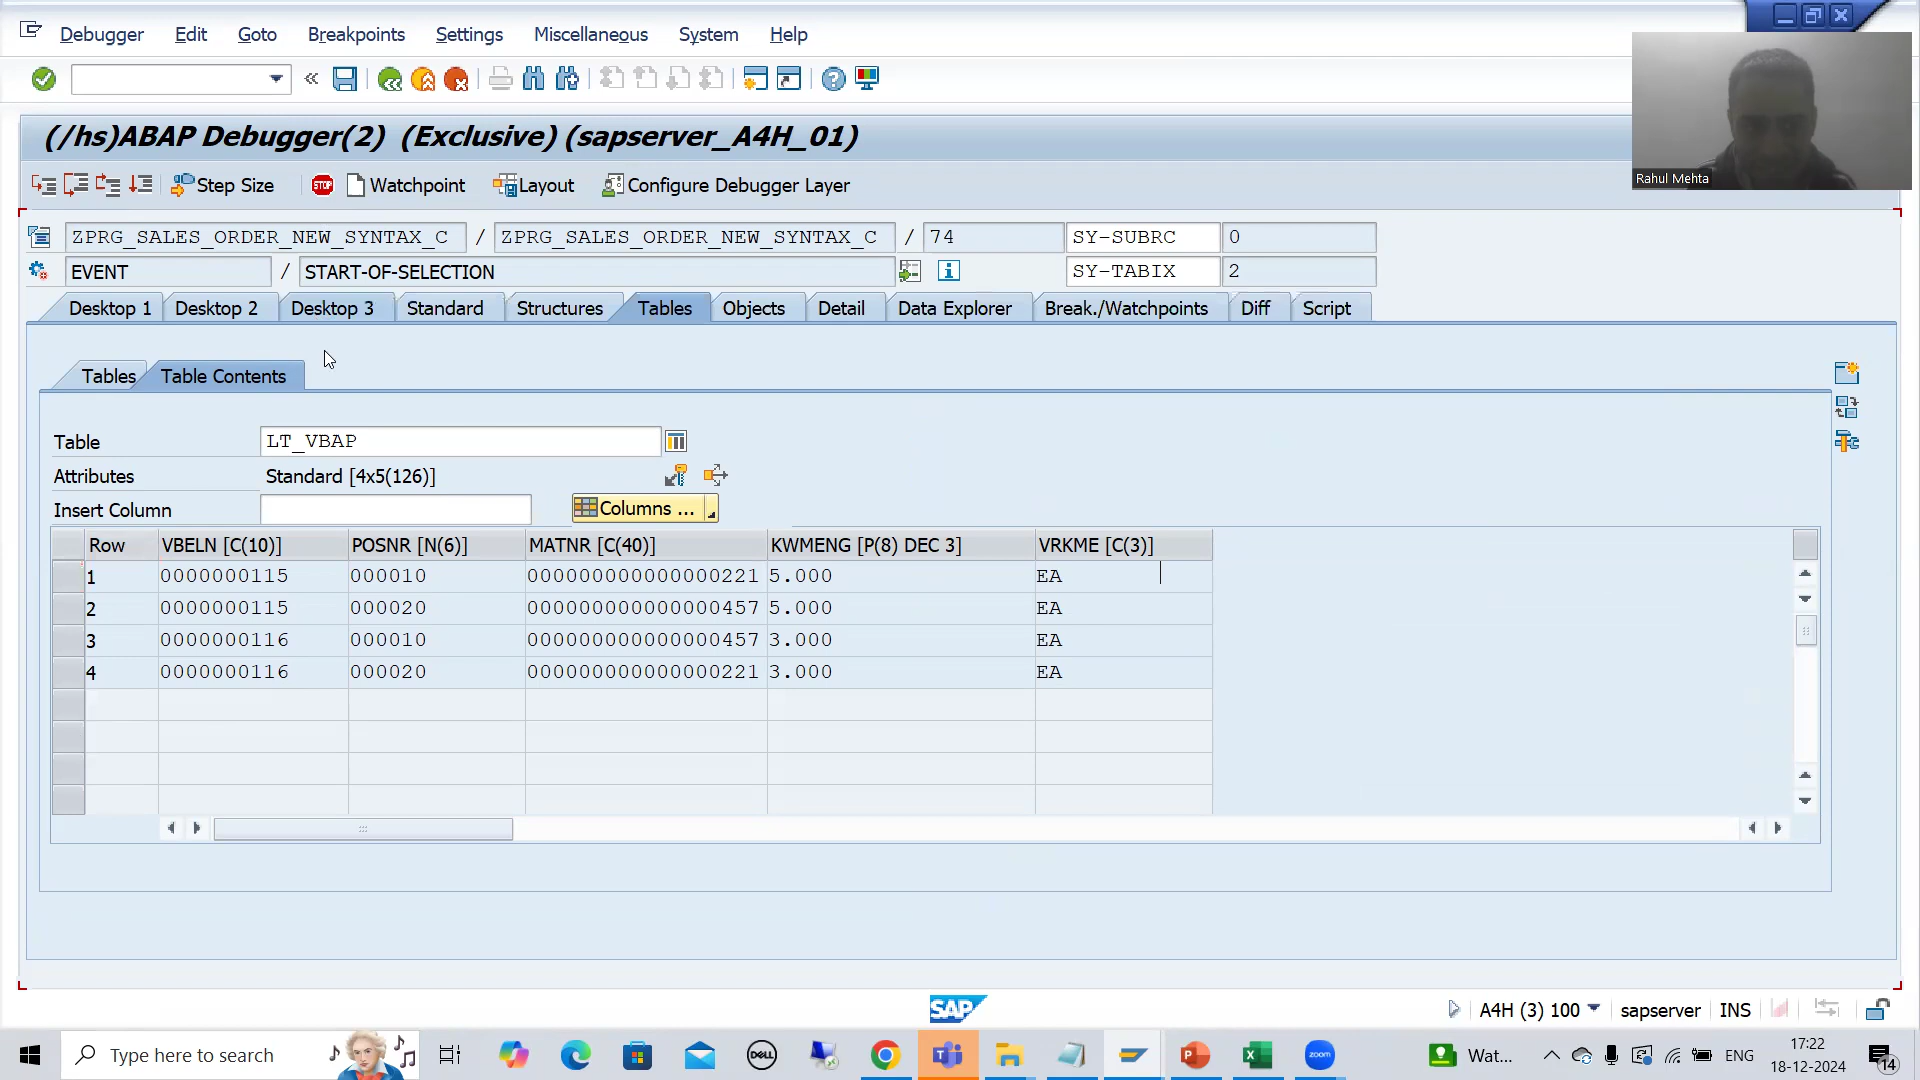 Debugger Edit Goto Breakpoints Settings Miscellaneous System Help
(/hs)ABAP Debugger(2) (Exclusive) (sapserver_A4H_01)
Step Size STOP Watchpoint Layout Configure Debugger Layer
Rahul Mehta
ZPRG_SALES_ORDER_NEW_SYNTAX_C / ZPRG_SALES_ORDER_NEW_SYNTAX_C / 74 SY-SUBRC 0
EVENT / START-OF-SELECTION SY-TABIX 2
Desktop 1 Desktop 2 Desktop 3 Standard Structures Tables Objects Detail Data Explorer Break./Watchpoints Diff Script
Tables Table Contents
Table LT_VBAP
Attributes Standard [4x5(126)]
Insert Column Columns ...
Row VBELN [C(10)] POSNR [N(6)] MATNR [C(40)] KWMENG [P(8) DEC 3] VRKME [C(3)]
1 0000000115 000010 000000000000000221 5.000 EA
2 0000000115 000020 000000000000000457 5.000 EA
3 0000000116 000010 000000000000000457 3.000 EA
4 0000000116 000020 000000000000000221 3.000 EA
SAP A4H (3) 100 sapserver INS
Type here to search DELL zoom Wat... ENG 17:22
18-12-2024 14